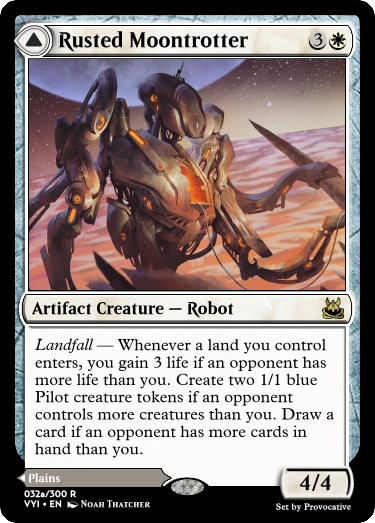 Rusted Moontrotter 3
Artifact Creature — Robot
Landfall — Whenever a land you control
enters, you gain 3 life if an opponent has
more life than you. Create two 1/1 blue
Pilot creature tokens if an opponent
controls more creatures than you. Draw a
card if an opponent has more cards in
hand than you.
Plains
4/4
032a/300 R
VYI • EN Noah Thatcher
Set by Provocative